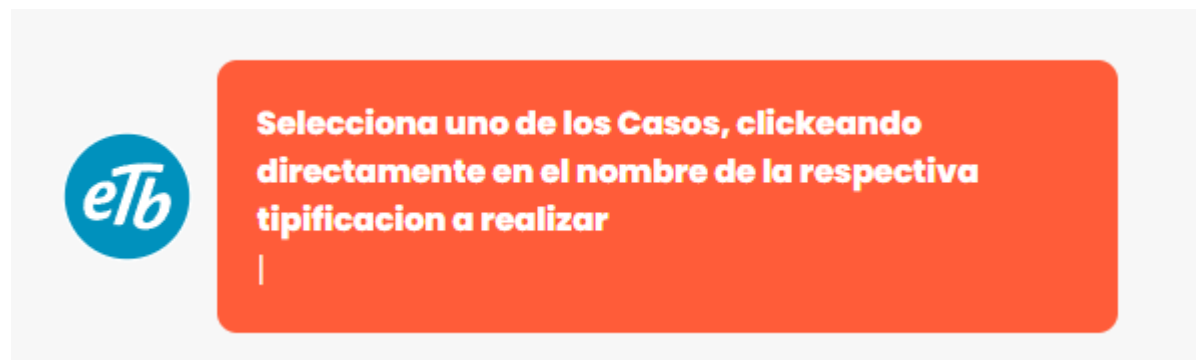 eTb
Selecciona uno de los Casos, clickeando
directamente en el nombre de la respectiva
tipificacion a realizar